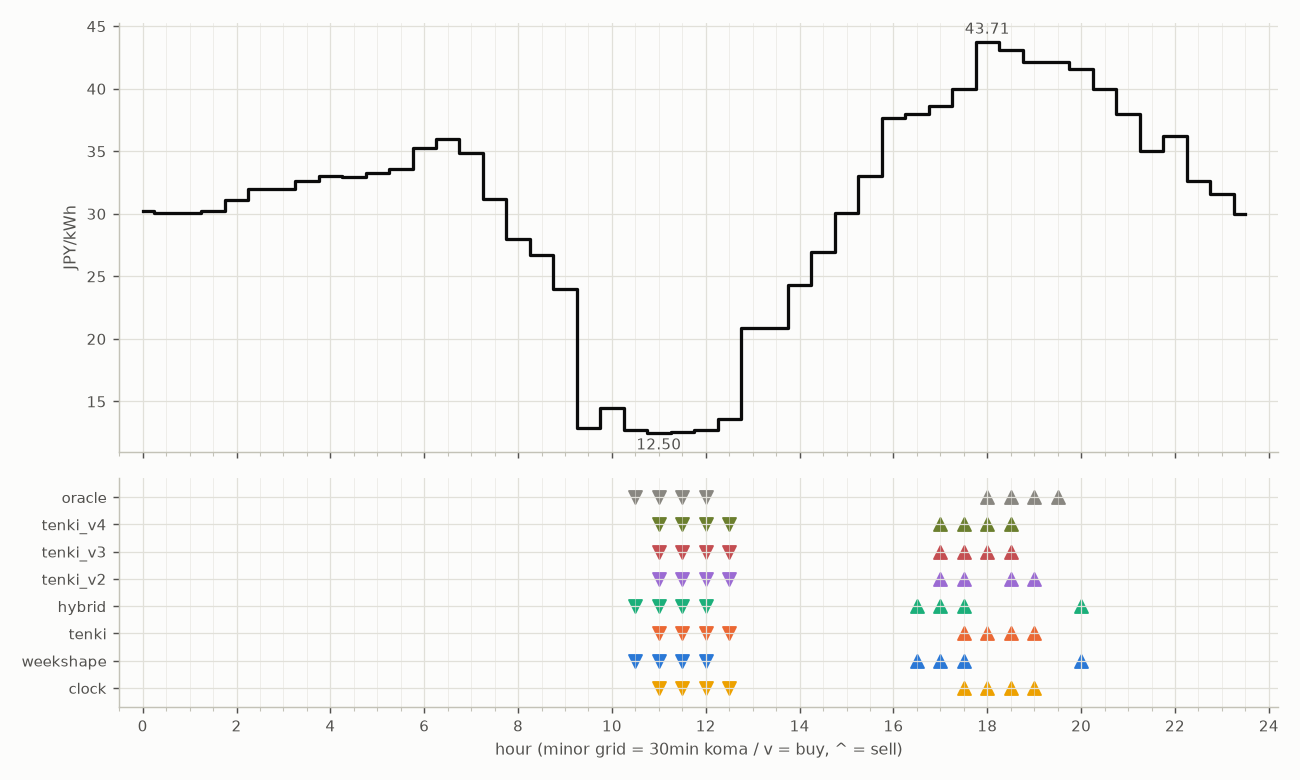 43.71
45
40
35
30
25
20
15
JPY/kWh
12.50
oracle
tenki_v4
tenki_v3
tenki_v2
hybrid
tenki
weekshape
clock
0 2 4 6 8 10 12 14 16 18 20 22 24
hour (minor grid = 30min koma / v = buy, ^ = sell)